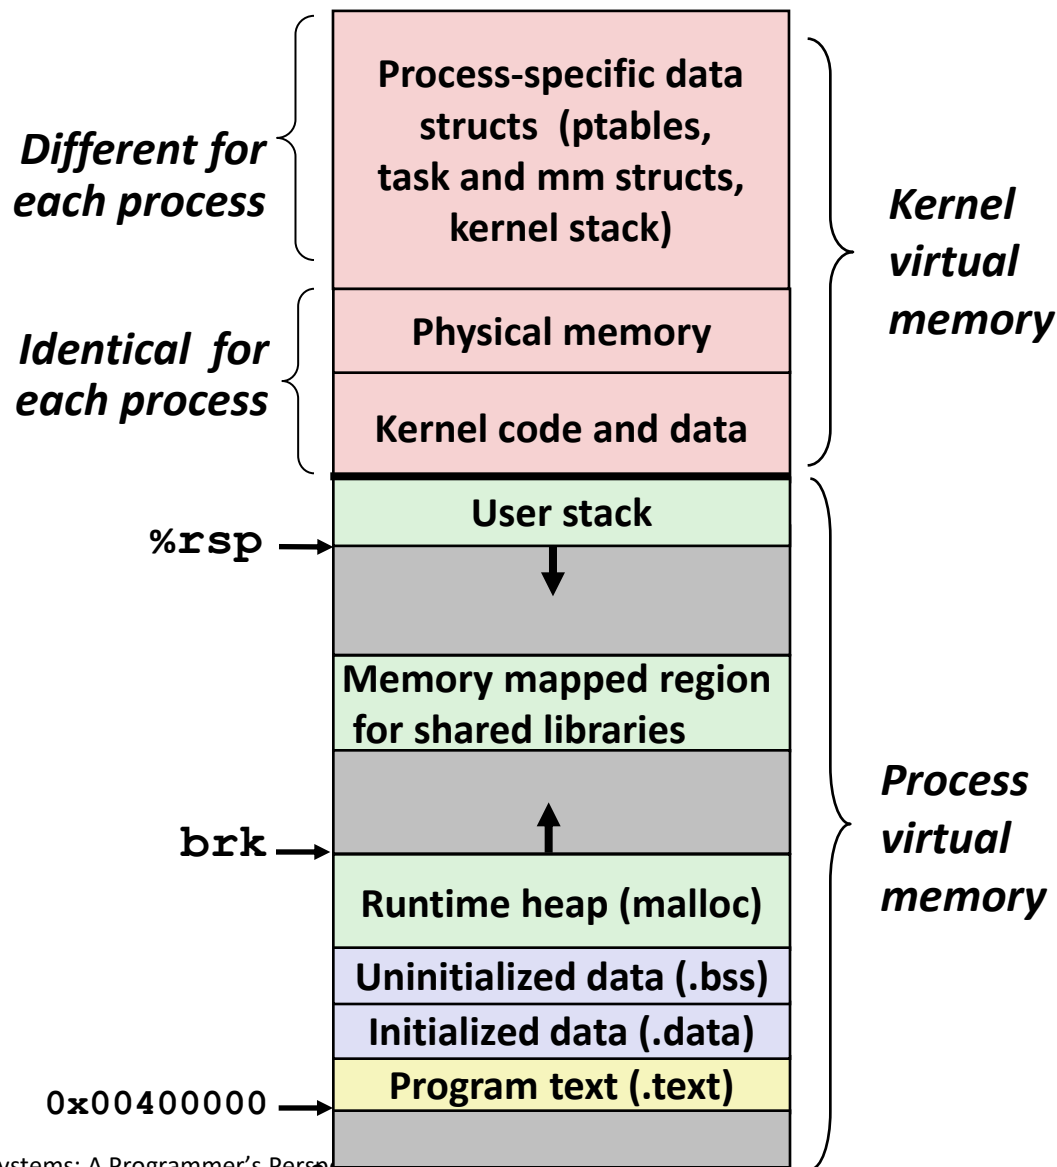 Process-specific data
structs (ptables,
task and mm structs,
kernel stack)
Different for
each process
Kernel
virtual
memory
Physical memory
Identical for
each process
Kernel code and data
User stack
%rsp
Memory mapped region
for shared libraries
Process
virtual
memory
brk
Runtime heap (malloc)
Uninitialized data (.bss)
Initialized data (.data)
Program text (.text)
0x00400000
A Programmer's